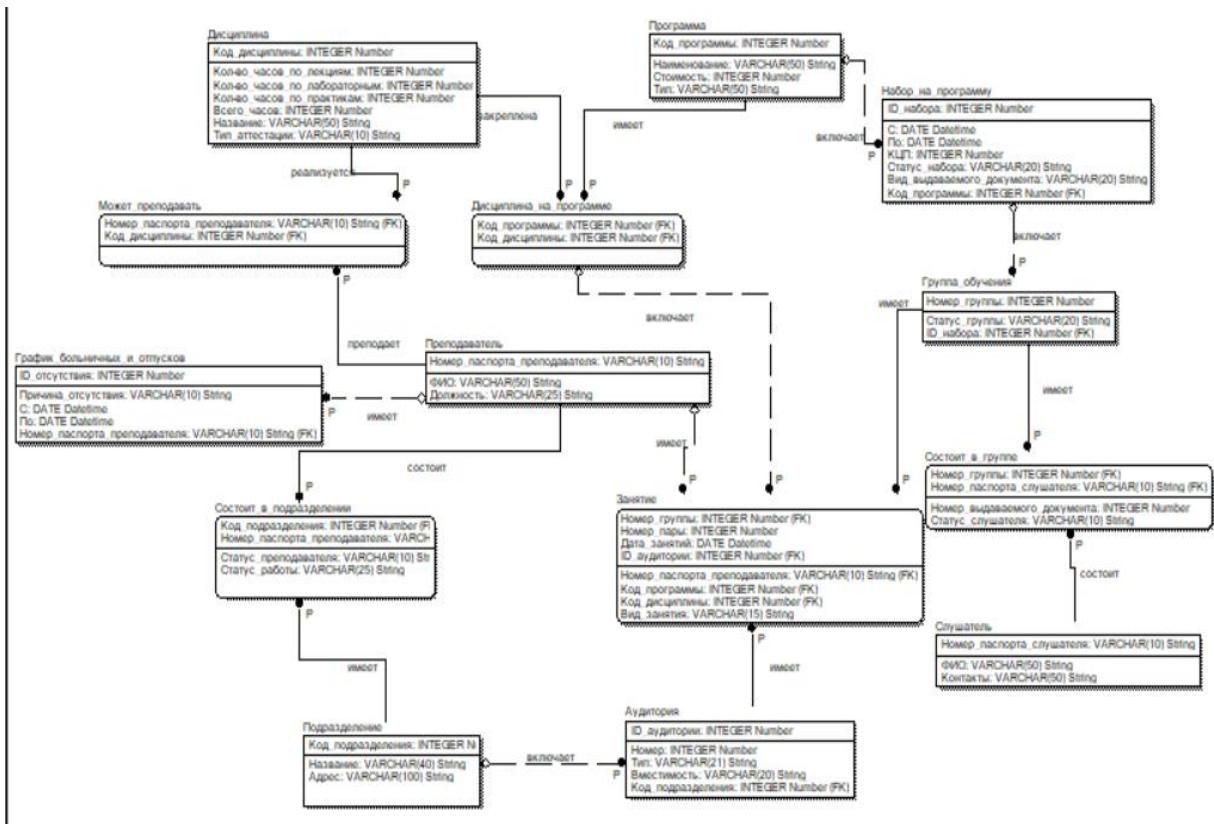 Дисциплина
Код_дисциплины: INTEGER Number
Кол-во_часов_по_лекциям: INTEGER Number
Кол-во_часов_по_лабораторным: INTEGER Number
Кол-во_часов_по_практикам: INTEGER Number
Всего_часов: INTEGER Number
Название: VARCHAR(50) String
Тип_аттестации: VARCHAR(10) String
Программа
Код_программы: INTEGER Number
Наименование: VARCHAR(50) String
Стоимость: INTEGER Number
Тип: VARCHAR(50) String
Набор_на_программу
ID_набора: INTEGER Number
С: DATE Datetime
По: DATE Datetime
КЦП: INTEGER Number
Статус_набора: VARCHAR(20) String
Вид_выдаваемого_документа: VARCHAR(20) String
Код_программы: INTEGER Number (FK)
закреплена
имеет
включает
P
реализуется
P
P
P
Может_преподавать
Номер_паспорта_преподавателя: VARCHAR(10) String (FK)
Код_дисциплины: INTEGER Number (FK)
P
Дисциплина_на_программе
Код_программы: INTEGER Number (FK)
Код_дисциплины: INTEGER Number (FK)
включает
P
Группа_обучения
Номер_группы: INTEGER Number
Статус_группы: VARCHAR(20) String
ID_набора: INTEGER Number (FK)
имеет
включает
преподает
График_больничных_и_отпусков
ID_отсутствия: INTEGER Number
Причина_отсутствия: VARCHAR(10) String
С: DATE Datetime
По: DATE Datetime
Номер_паспорта_преподавателя: VARCHAR(10) String (FK)
P
имеет
Преподаватель
Номер_паспорта_преподавателя: VARCHAR(10) String
ФИО: VARCHAR(50) String
Должность: VARCHAR(25) String
имеет
имеет
P
состоит
P
P
P
P
Состоит_в_группе
Номер_группы: INTEGER Number (FK)
Номер_паспорта_слушателя: VARCHAR(10) String (FK)
Номер_выдаваемого_документа: INTEGER Number
Статус_слушателя: VARCHAR(10) String
Состоит_в_подразделении
Код_подразделения: INTEGER Number (F
Номер_паспорта_преподавателя: VARCH
Статус_преподавателя: VARCHAR(10) Str
Статус_работы: VARCHAR(25) String
P
Занятие
Номер_группы: INTEGER Number (FK)
Номер_пары: INTEGER Number
Дата_занятий: DATE Datetime
ID_аудитории: INTEGER Number (FK)
Номер_паспорта_преподавателя: VARCHAR(10) String (FK)
Код_программы: INTEGER Number (FK)
Код_дисциплины: INTEGER Number (FK)
Вид_занятия: VARCHAR(15) String
P
P
состоит
Слушатель
Номер_паспорта_слушателя: VARCHAR(10) String
ФИО: VARCHAR(50) String
Контакты: VARCHAR(50) String
имеет
имеет
Подразделение
Код_подразделения: INTEGER N
Название: VARCHAR(40) String
Адрес: VARCHAR(100) String
включает
P
Аудитория
ID_аудитории: INTEGER Number
Номер: INTEGER Number
Тип: VARCHAR(21) String
Вместимость: VARCHAR(20) String
Код_подразделения: INTEGER Number (FK)